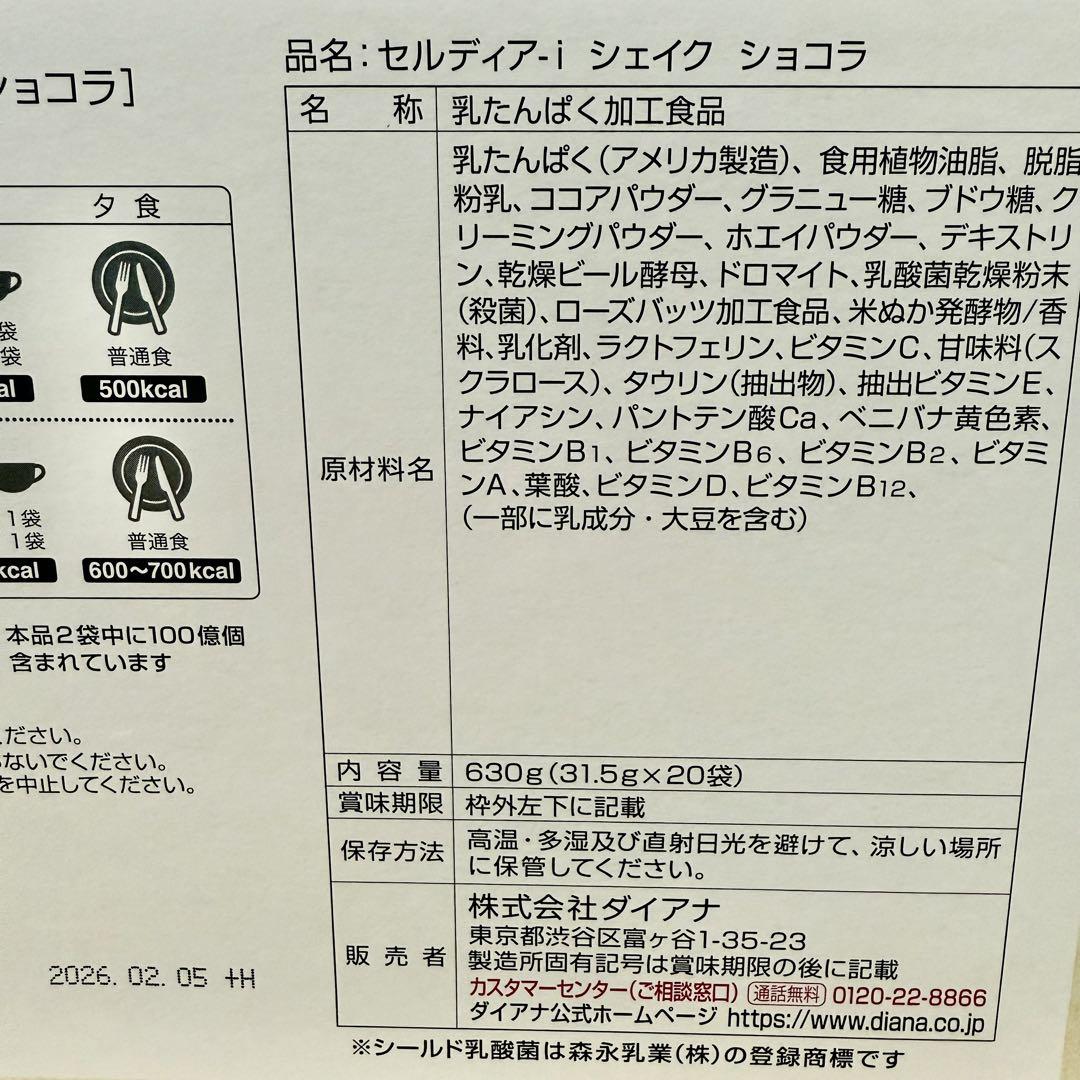 ショコラ]
夕食
袋
袋
普通食
al
500kcal
1袋
1袋
普通食
kcal
600〜700kcal
本品2袋中に100億個
含まれています
ください。
ないでください。
を中止してください。
2026. 02. 05 +H
品名：セルディア-i シェイク ショコラ
名称 乳たんぱく加工食品
原材料名
乳たんぱく(アメリカ製造)、食用植物油脂、脱脂
粉乳、ココアパウダー、グラニュー糖、ブドウ糖、ク
リーミングパウダー、ホエイパウダー、デキストリ
ン、乾燥ビール酵母、ドロマイト、乳酸菌乾燥粉末
(殺菌)、ローズバッツ加工食品、米ぬか発酵物/香
料、乳化剤、ラクトフェリン、ビタミンC、甘味料(ス
クラロース)、タウリン(抽出物)、抽出ビタミンE、
ナイアシン、パントテン酸Ca、ベニバナ黄色素、
ビタミンB1、ビタミンB6、ビタミンB2、ビタミ
ンA、葉酸、ビタミンD、ビタミンB12、
(一部に乳成分・大豆を含む)
内容量 630g(31.5g×20袋)
賞味期限 枠外左下に記載
保存方法
高温・多湿及び直射日光を避けて、涼しい場所
に保管してください。
販売者
株式会社ダイアナ
東京都渋谷区富ヶ谷1-35-23
製造所固有記号は賞味期限の後に記載
カスタマーセンター(ご相談窓口) 通話無料 0120-22-8866
ダイアナ公式ホームページ https://www.diana.co.jp
※シールド乳酸菌は森永乳業(株)の登録商標です